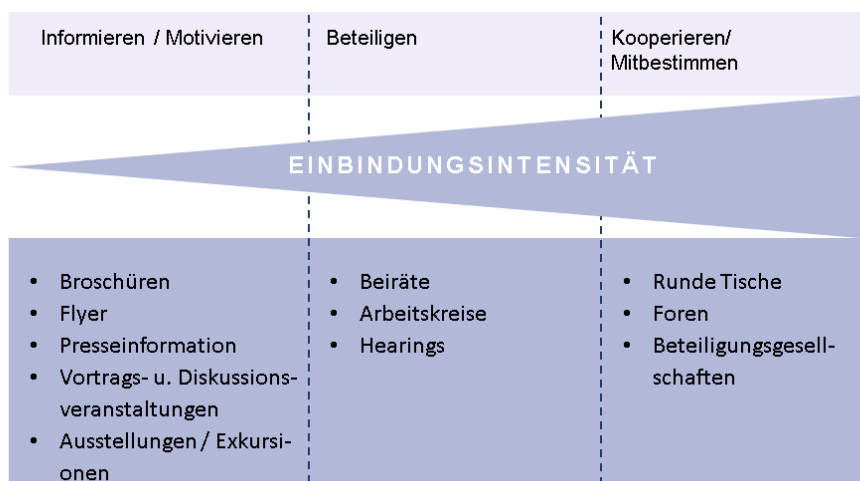 Informieren / Motivieren
Beteiligen
Kooperieren/
Mitbestimmen
EINBINDUNGSINTENSITÄT
• Broschüren
• Flyer
• Presseinformation
• Vortrags- u. Diskussions-
veranstaltungen
• Ausstellungen / Exkursi-
onen
• Beiräte
• Arbeitskreise
• Hearings
• Runde Tische
• Foren
• Beteiligungsgesell-
schaften